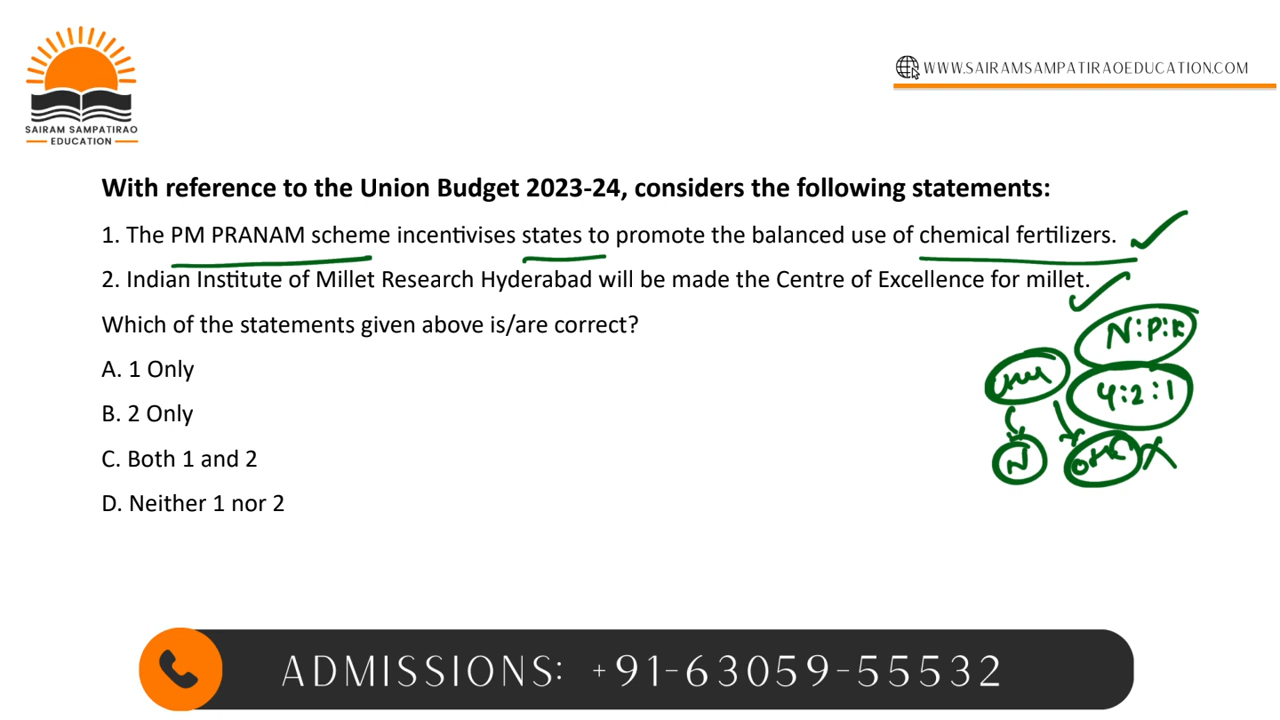 SAIRAM SAMPATIRAO
EDUCATION
WWW.SAIRAMSAMPATIRAOEDUCATION.COM
With reference to the Union Budget 2023-24, considers the following statements:
1. The PM PRANAM scheme incentivises states to promote the balanced use of chemical fertilizers.
2. Indian Institute of Millet Research Hyderabad will be made the Centre of Excellence for millet.
Which of the statements given above is/are correct?
N:P:K
A. 1 Only
4:2:1
B. 2 Only
C. Both 1 and 2
N
D. Neither 1 nor 2
ADMISSIONS: +91-63059-55532